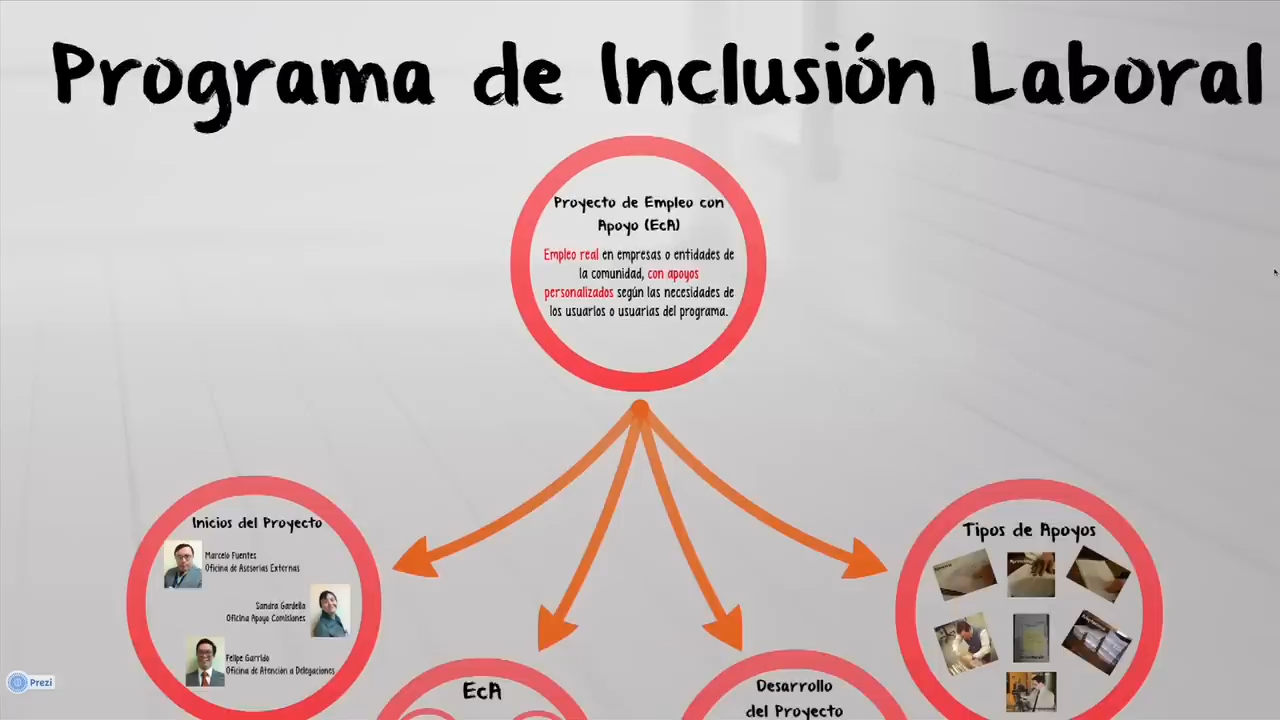 Programa de Inclusión Laboral
Proyecto de Empleo con
Apoyo (EcA)
Empleo real en empresas o entidades de
la comunidad, con apoyos
personalizados según las necesidades de
los usuarios o usuarias del programa.
Inicios del Proyecto
Marcelo Fuentes
Oficina de Asesorías Externas
Sandra Gardella
Oficina Apoyo Comisiones
Felipe Garrido
Oficina de Atención a Delegaciones
Tipos de Apoyos
EcA
Desarrollo
del Proyecto
Prezi